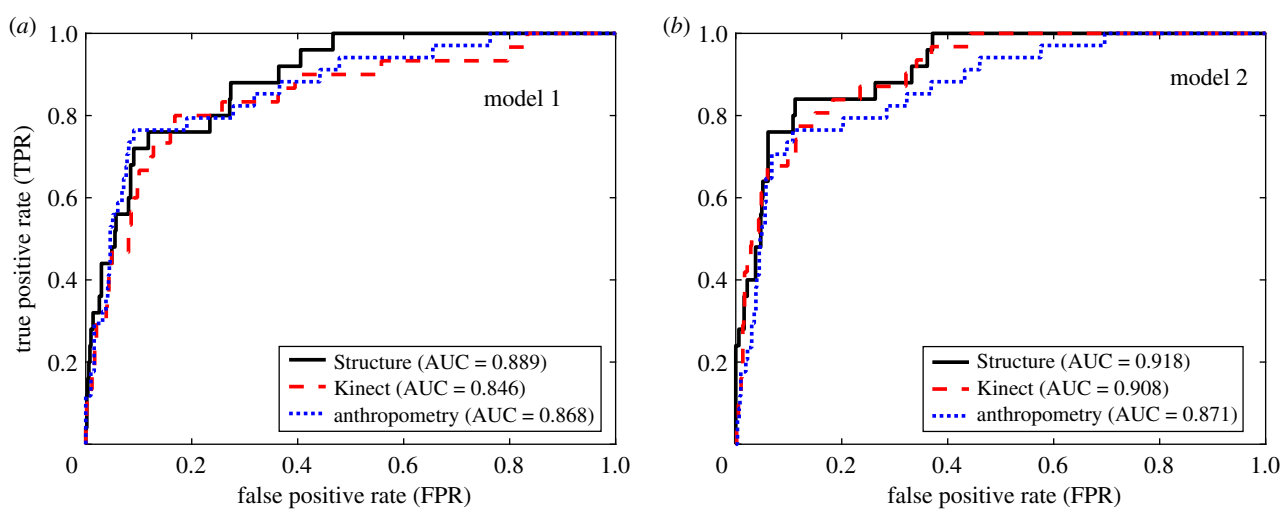 (a)
1.0
0.8
0.6
0.4
0.2
0
0.2
0.4
0.6
0.8
1.0
true positive rate (TPR)
false positive rate (FPR)
model 1
Structure (AUC = 0.889)
Kinect (AUC = 0.846)
anthropometry (AUC = 0.868)
(b)
1.0
0.8
0.6
0.4
0.2
0
0.2
0.4
0.6
0.8
1.0
false positive rate (FPR)
model 2
Structure (AUC = 0.918)
Kinect (AUC = 0.908)
anthropometry (AUC = 0.871)